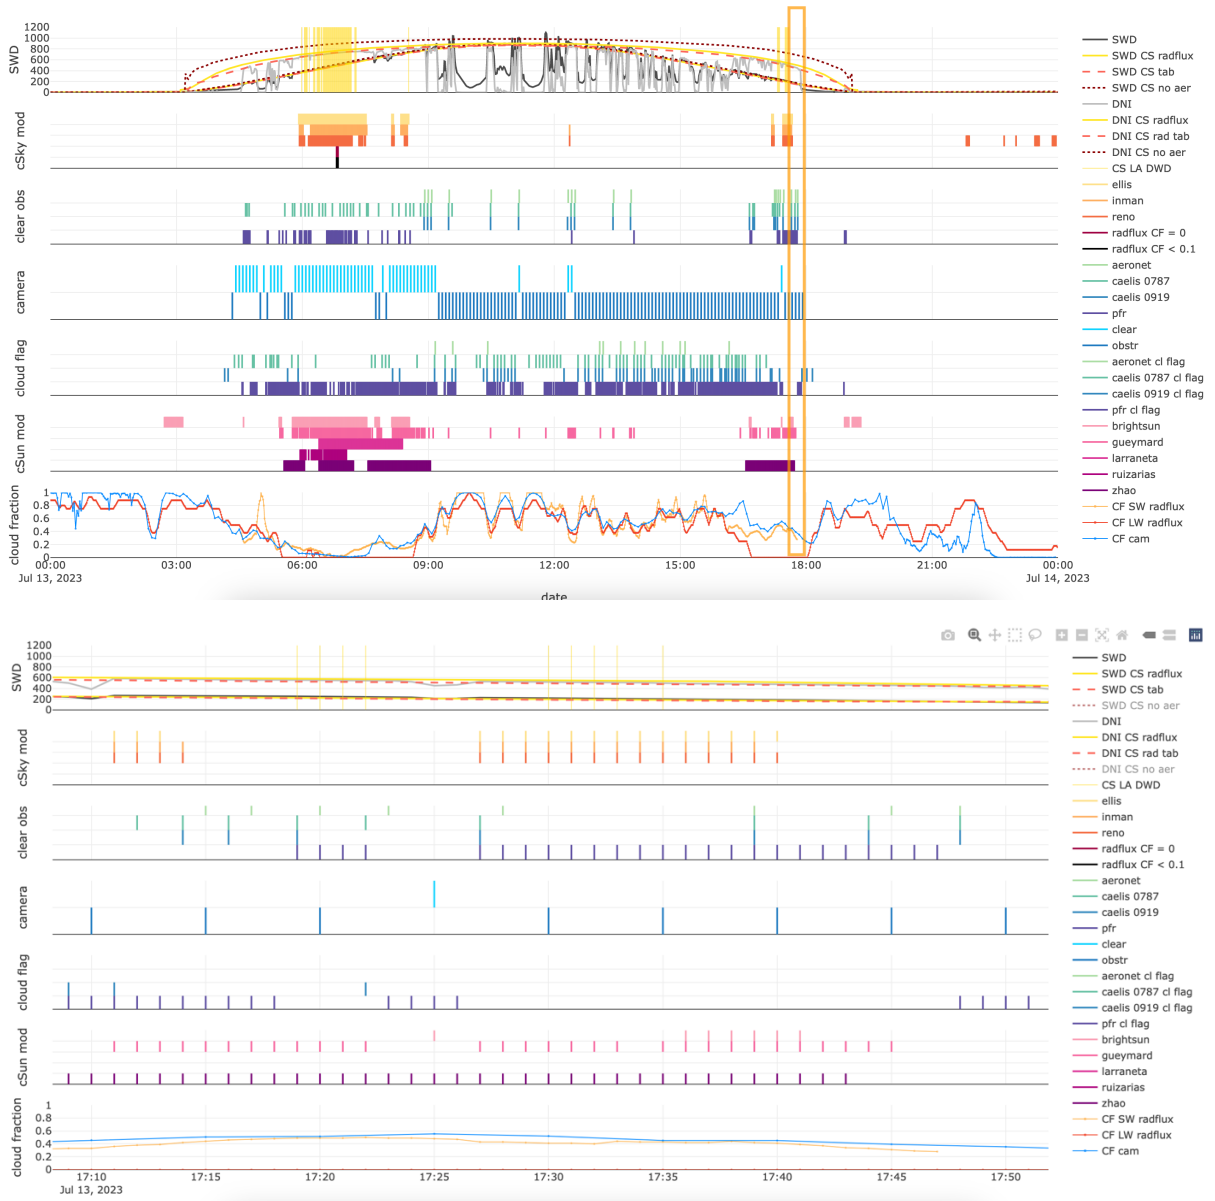 SWD
1200
1000
800
600
400
200
0
cSky mod
clear obs
camera
cloud flag
cSun mod
cloud fraction
1
0.8
0.6
0.4
0.2
0
00:00
Jul 13, 2023
03:00
06:00
09:00
12:00
15:00
18:00
21:00
00:00
Jul 14, 2023
date
SWD
SWD CS radflux
SWD CS tab
SWD CS no aer
DNI
DNI CS radflux
DNI CS rad tab
DNI CS no aer
CS LA DWD
ellis
inman
reno
radflux CF = 0
radflux CF < 0.1
aeronet
caelis 0787
caelis 0919
pfr
clear
obstr
aeronet cl flag
caelis 0787 cl flag
caelis 0919 cl flag
pfr cl flag
brightsun
gueymard
larraneta
ruizarias
zhao
CF SW radflux
CF LW radflux
CF cam
SWD
1200
1000
800
600
400
200
0
cSky mod
clear obs
camera
cloud flag
cSun mod
cloud fraction
1
0.8
0.6
0.4
0.2
0
17:10
Jul 13, 2023
17:15
17:20
17:25
17:30
17:35
17:40
17:45
17:50
SWD
SWD CS radflux
SWD CS tab
SWD CS no aer
DNI
DNI CS radflux
DNI CS rad tab
DNI CS no aer
CS LA DWD
ellis
inman
reno
radflux CF = 0
radflux CF < 0.1
aeronet
caelis 0787
caelis 0919
pfr
clear
obstr
aeronet cl flag
caelis 0787 cl flag
caelis 0919 cl flag
pfr cl flag
brightsun
gueymard
larraneta
ruizarias
zhao
CF SW radflux
CF LW radflux
CF cam